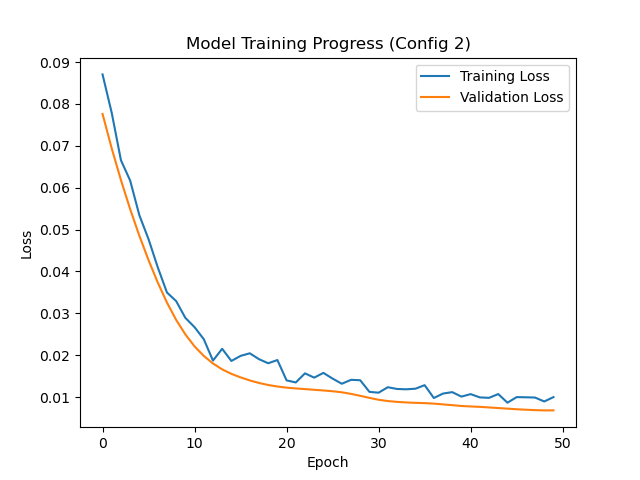 Model Training Progress (Config 2)
Training Loss
Validation Loss
Loss
0.09
0.08
0.07
0.06
0.05
0.04
0.03
0.02
0.01
0 10 20 30 40 50
Epoch